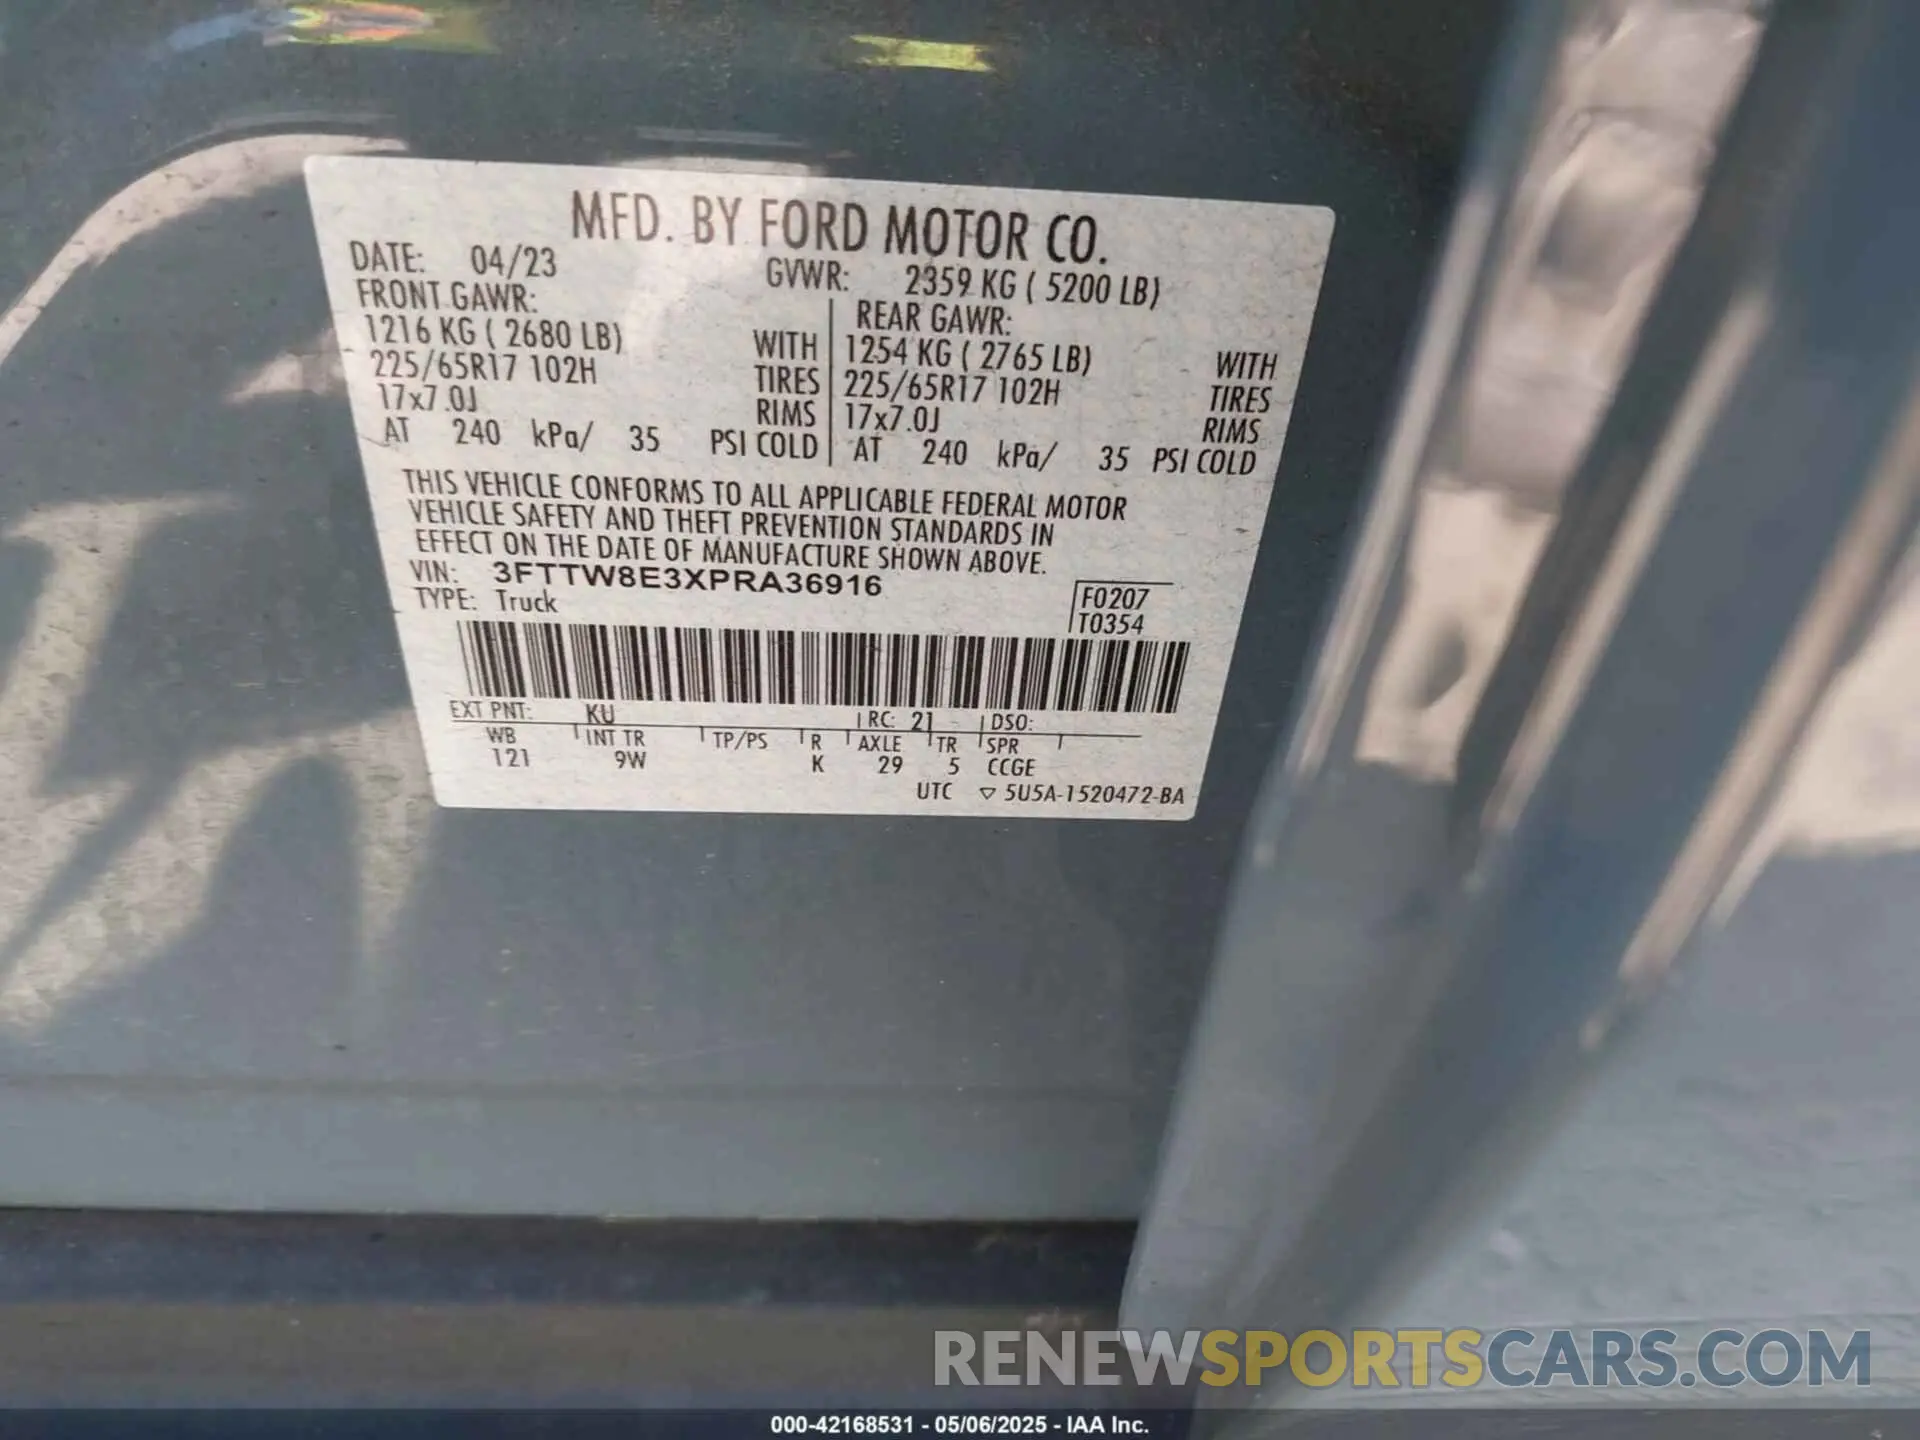 MFD. BY FORD MOTOR CO.
DATE: 04/23 GVWR: 2359 KG ( 5200 LB)
FRONT GAWR: REAR GAWR:
1216 KG ( 2680 LB) WITH 1254 KG ( 2765 LB) WITH
225/65R17 102H TIRES 225/65R17 102H TIRES
17x7.0J RIMS 17x7.0J RIMS
AT 240 kPa/ 35 PSI COLD AT 240 kPa/ 35 PSI COLD
THIS VEHICLE CONFORMS TO ALL APPLICABLE FEDERAL MOTOR
VEHICLE SAFETY AND THEFT PREVENTION STANDARDS IN
EFFECT ON THE DATE OF MANUFACTURE SHOWN ABOVE.
VIN: 3FTTW8E3XPRA36916
TYPE: Truck
F0207
T0354
EXT PNT: KU RC: 21 DSO:
WB INT TR TP/PS R AXLE TR SPR
121 9W K 29 5 CCGE
UTC ▽ 5U5A-1520472-BA
RENEWSPORTSCARS.COM
000-42168531 - 05/06/2025 - IAA Inc.